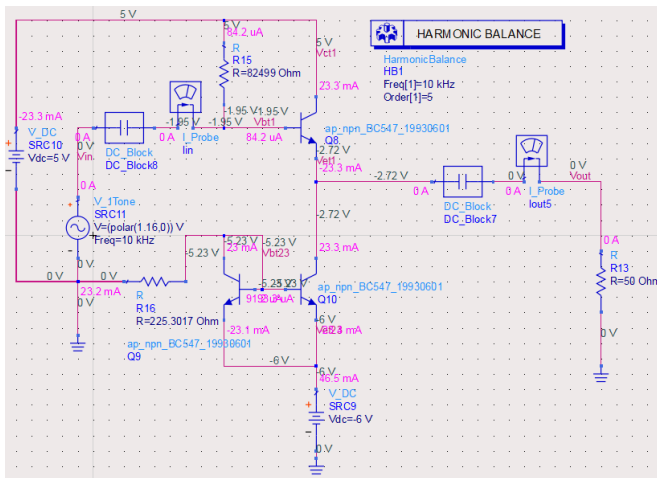 5 V
84.2 uA
R
R15
R=82499 Ohm
5 V
Vct1
HARMONIC BALANCE
HarmonicBalance
HB1
Freq[1]=10 kHz
Order[1]=5
-23.3 mA
V_DC
SRC10
Vdc=5 V
0 V
Vin
0 A
DC_Block
DC_Block8
0 A
-1.95 V
I_Probe
Iin
-1.95 V
-1.95 V
-1.95 V
Vbt1
84.2 uA
23.3 mA
ap_npn_BC547_19930601
Q8
-2.72 V
Vet1
-23.3 mA
-2.72 V
0 A
DC_Block
DC_Block7
0 A
0 V
I_Probe
Iout5
0 V
Vout
0 A
V_1Tone
SRC11
V=(polar(1.16,0)) V
Freq=10 kHz
0 V
0 V
0 V
23.2 mA
0 V
R
R16
R=225.3017 Ohm
-5.23 V
23 mA
-5.23 V
Vbt23
-2.72 V
23.3 mA
ap_npn_BC547_19930601
Q10
-23.1 mA
ap_npn_BC547_19930601
Q9
-6 V
-6 V
-6 V
46.5 mA
V_DC
SRC9
Vdc=-6 V
0 V
0 A
R
R13
R=50 Ohm
0 V